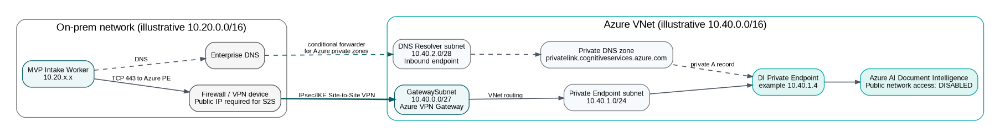 On-prem network (illustrative 10.20.0.0/16)
MVP Intake Worker
10.20.x.x
DNS
TCP 443 to Azure PE
Enterprise DNS
Firewall / VPN device
Public IP required for S2S
conditional forwarder
for Azure private zones
IPsec/IKE Site-to-Site VPN
Azure VNet (illustrative 10.40.0.0/16)
DNS Resolver subnet
10.40.2.0/28
Inbound endpoint
GatewaySubnet
10.40.0.0/27
Azure VPN Gateway
VNet routing
Private DNS zone
privatelink.cognitiveservices.azure.com
Private Endpoint subnet
10.40.1.0/24
private A record
DI Private Endpoint
example 10.40.1.4
Azure AI Document Intelligence
Public network access: DISABLED